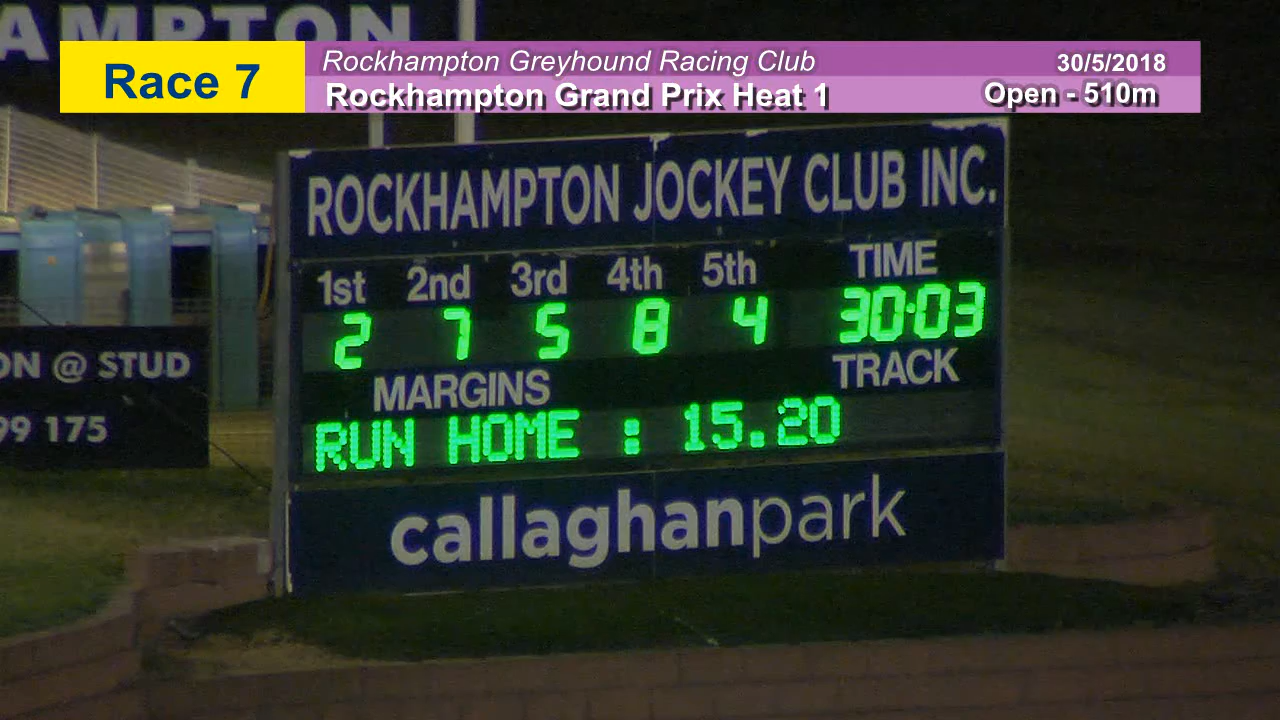 AMPTON
Race 7
Rockhampton Greyhound Racing Club
30/5/2018
Rockhampton Grand Prix Heat 1
Open - 510m
ROCKHAMPTON JOCKEY CLUB INC.
1st 2nd 3rd 4th 5th TIME
2 7 5 8 4 30.03
MARGINS TRACK
RUN HOME : 15.20
callaghanpark
ON @ STUD
99 175